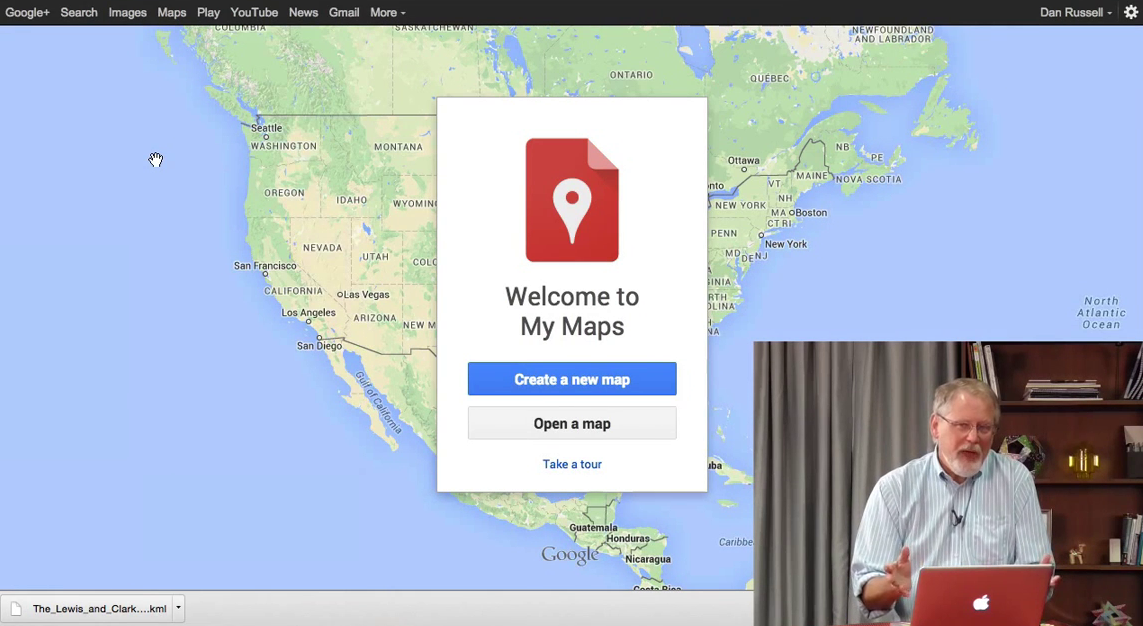 Google+ Search Images Maps Play YouTube News Gmail More
Dan Russell
COLUMBIA
SASKATCHEWAN
NEWFOUNDLAND
AND LABRADOR
ONTARIO
QUÉBEC
Seattle
WASHINGTON
MONTANA
Ottawa
NB
PE
MAINE
NOVA SCOTIA
VT
NH
OREGON
IDAHO
WYOMING
NEW YORK
MA
Boston
CT RI
PENN
New York
NEVADA
UTAH
MD
DE
NJ
San Francisco
CALIFORNIA
Las Vegas
Los Angeles
ARIZONA
NEW M
San Diego
Gulf of California
North
Atlantic
Ocean
Welcome to
My Maps
Create a new map
Open a map
Take a tour
Guatemala
Honduras
Nicaragua
Costa Rica
Google
The_Lewis_and_Clark....kml